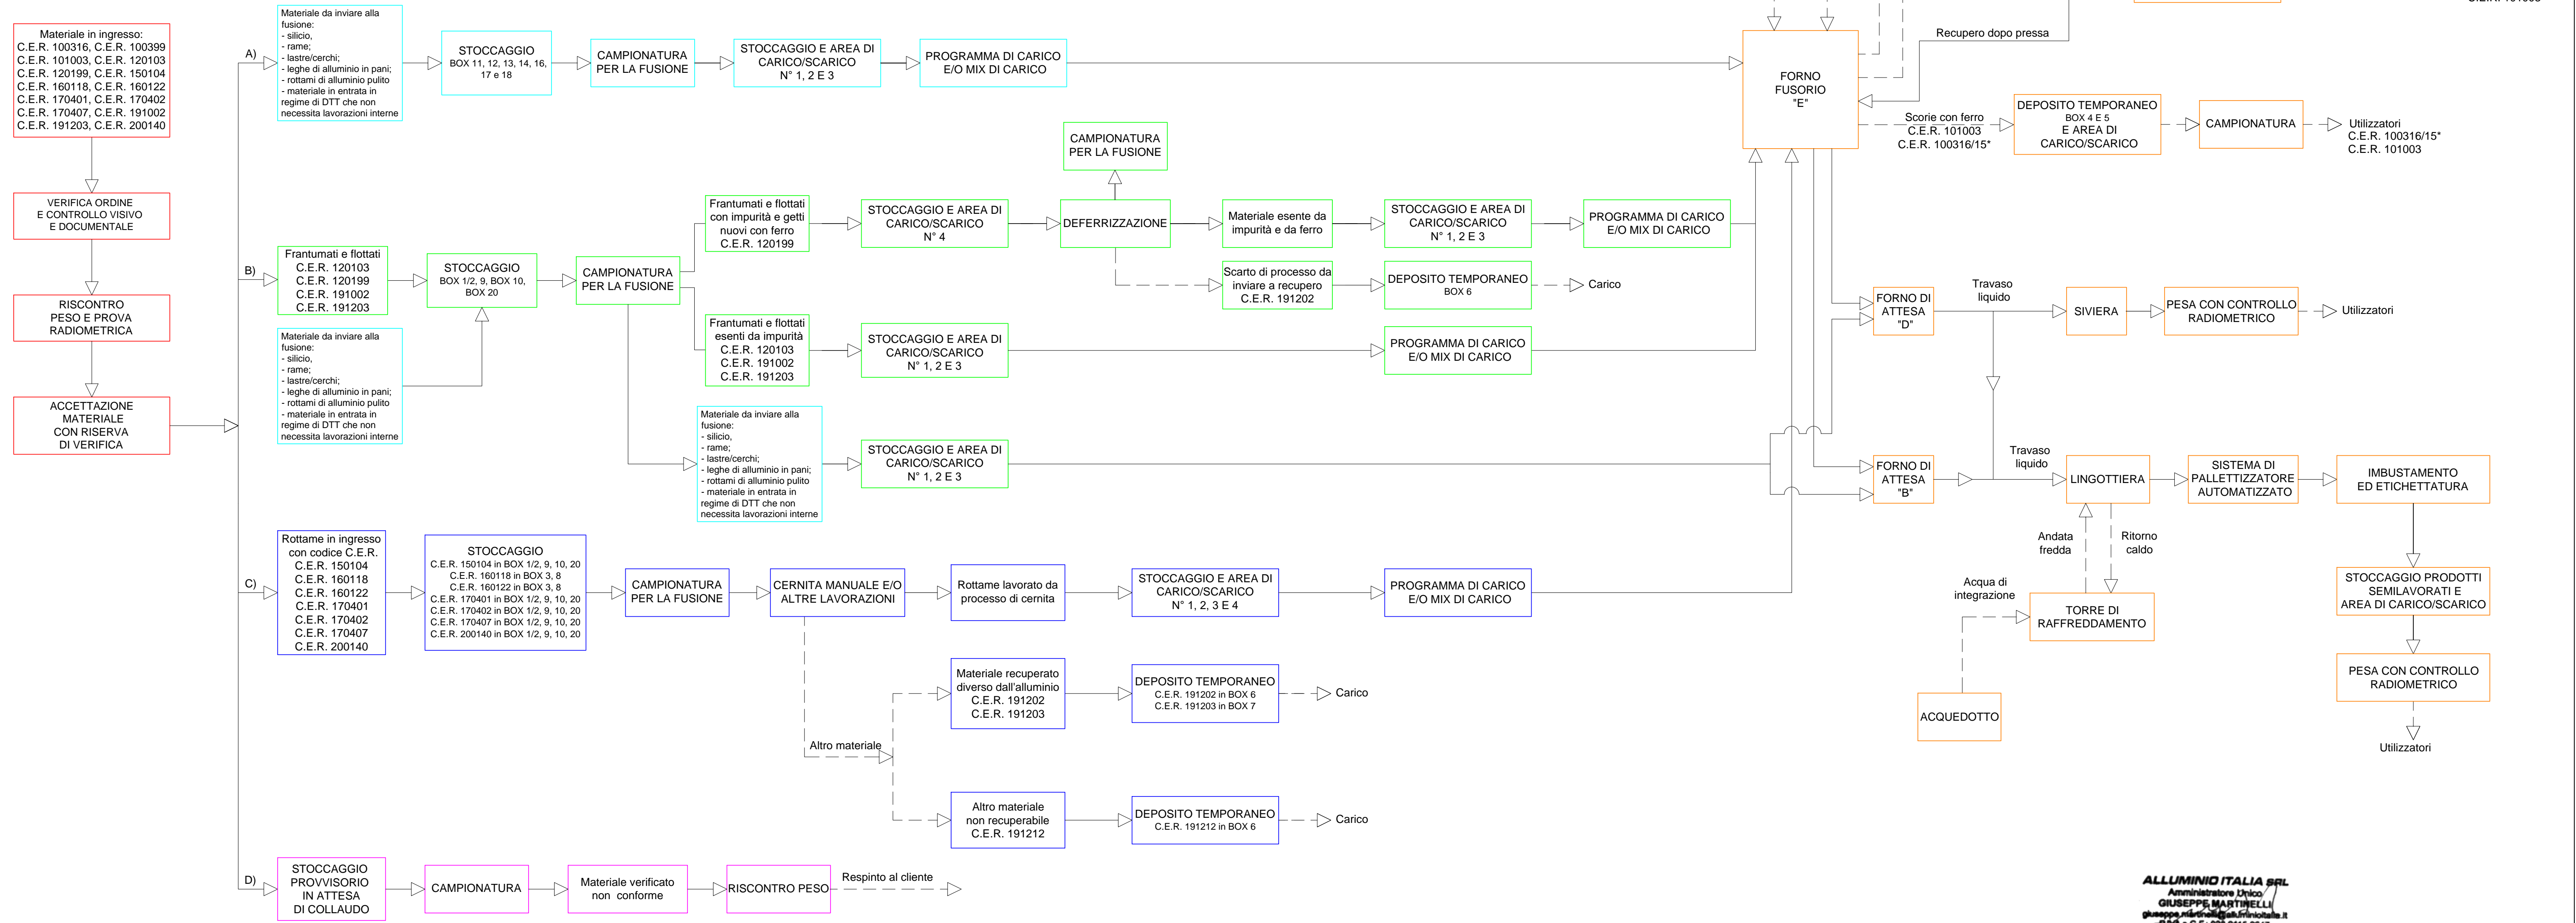 Materiale in ingresso:
C.E.R. 100316, C.E.R. 100399
C.E.R. 101003, C.E.R. 120103
C.E.R. 120199, C.E.R. 150104
C.E.R. 160118, C.E.R. 160122
C.E.R. 170401, C.E.R. 170402
C.E.R. 170407, C.E.R. 191002
C.E.R. 191203, C.E.R. 200140
VERIFICA ORDINE
E CONTROLLO VISIVO
E DOCUMENTALE
RISCONTRO
PESO E PROVA
RADIOMETRICA
ACCETTAZIONE
MATERIALE
CON RISERVA
DI VERIFICA
A)
Materiale da inviare alla
fusione:
- silicio,
- rame;
- lastre/cerchi;
- leghe di alluminio in pani;
- rottami di alluminio pulito
- materiale in entrata in
regime di DTT che non
necessita lavorazioni interne
STOCCAGGIO
BOX 11, 12, 13, 14, 16,
17 e 18
CAMPIONATURA
PER LA FUSIONE
STOCCAGGIO E AREA DI
CARICO/SCARICO
N° 1, 2 E 3
PROGRAMMA DI CARICO
E/O MIX DI CARICO
FORNO
FUSORIO
"E"
Recupero dopo pressa
Scorie con ferro
C.E.R. 101003
C.E.R. 100316/15*
DEPOSITO TEMPORANEO
BOX 4 E 5
E AREA DI
CARICO/SCARICO
CAMPIONATURA
Utilizzatori
C.E.R. 100316/15*
C.E.R. 101003
B)
Frantumati e flottati
C.E.R. 120103
C.E.R. 120199
C.E.R. 191002
C.E.R. 191203
STOCCAGGIO
BOX 1/2, 9, BOX 10,
BOX 20
Materiale da inviare alla
fusione:
- silicio,
- rame;
- lastre/cerchi;
- leghe di alluminio in pani;
- rottami di alluminio pulito
- materiale in entrata in
regime di DTT che non
necessita lavorazioni interne
CAMPIONATURA
PER LA FUSIONE
Frantumati e flottati
con impurità e getti
nuovi con ferro
C.E.R. 120199
STOCCAGGIO E AREA DI
CARICO/SCARICO
N° 4
CAMPIONATURA
PER LA FUSIONE
DEFERRIZZAZIONE
Materiale esente da
impurità e da ferro
STOCCAGGIO E AREA DI
CARICO/SCARICO
N° 1, 2 E 3
PROGRAMMA DI CARICO
E/O MIX DI CARICO
Scarto di processo da
inviare a recupero
C.E.R. 191202
DEPOSITO TEMPORANEO
BOX 6
Carico
Frantumati e flottati
esenti da impurità
C.E.R. 120103
C.E.R. 191002
C.E.R. 191203
STOCCAGGIO E AREA DI
CARICO/SCARICO
N° 1, 2 E 3
PROGRAMMA DI CARICO
E/O MIX DI CARICO
Materiale da inviare alla
fusione:
- silicio,
- rame;
- lastre/cerchi;
- leghe di alluminio in pani;
- rottami di alluminio pulito
- materiale in entrata in
regime di DTT che non
necessita lavorazioni interne
STOCCAGGIO E AREA DI
CARICO/SCARICO
N° 1, 2 E 3
FORNO DI
ATTESA
"D"
Travaso
liquido
SIVIERA
PESA CON CONTROLLO
RADIOMETRICO
Utilizzatori
FORNO DI
ATTESA
"B"
Travaso
liquido
LINGOTTIERA
SISTEMA DI
PALLETTIZZATORE
AUTOMATIZZATO
IMBUSTAMENTO
ED ETICHETTATURA
Andata
fredda
Ritorno
caldo
Acqua di
integrazione
TORRE DI
RAFFREDDAMENTO
ACQUEDOTTO
STOCCAGGIO PRODOTTI
SEMILAVORATI E
AREA DI CARICO/SCARICO
PESA CON CONTROLLO
RADIOMETRICO
Utilizzatori
C)
Rottame in ingresso
con codice C.E.R.
C.E.R. 150104
C.E.R. 160118
C.E.R. 160122
C.E.R. 170401
C.E.R. 170402
C.E.R. 170407
C.E.R. 200140
STOCCAGGIO
C.E.R. 150104 in BOX 1/2, 9, 10, 20
C.E.R. 160118 in BOX 3, 8
C.E.R. 160122 in BOX 3, 8
C.E.R. 170401 in BOX 1/2, 9, 10, 20
C.E.R. 170402 in BOX 1/2, 9, 10, 20
C.E.R. 170407 in BOX 1/2, 9, 10, 20
C.E.R. 200140 in BOX 1/2, 9, 10, 20
CAMPIONATURA
PER LA FUSIONE
CERNITA MANUALE E/O
ALTRE LAVORAZIONI
Rottame lavorato da
processo di cernita
STOCCAGGIO E AREA DI
CARICO/SCARICO
N° 1, 2, 3 E 4
PROGRAMMA DI CARICO
E/O MIX DI CARICO
Altro materiale
Materiale recuperato
diverso dall'alluminio
C.E.R. 191202
C.E.R. 191203
DEPOSITO TEMPORANEO
C.E.R. 191202 in BOX 6
C.E.R. 191203 in BOX 7
Carico
Altro materiale
non recuperabile
C.E.R. 191212
DEPOSITO TEMPORANEO
C.E.R. 191212 in BOX 6
Carico
D)
STOCCAGGIO
PROVVISORIO
IN ATTESA
DI COLLAUDO
CAMPIONATURA
Materiale verificato
non conforme
RISCONTRO PESO
Respinto al cliente
ALLUMINIO ITALIA SRL
Amministratore Unico
GIUSEPPE MARTINELLI
giuseppe.martinelli@alluminioitalia.it